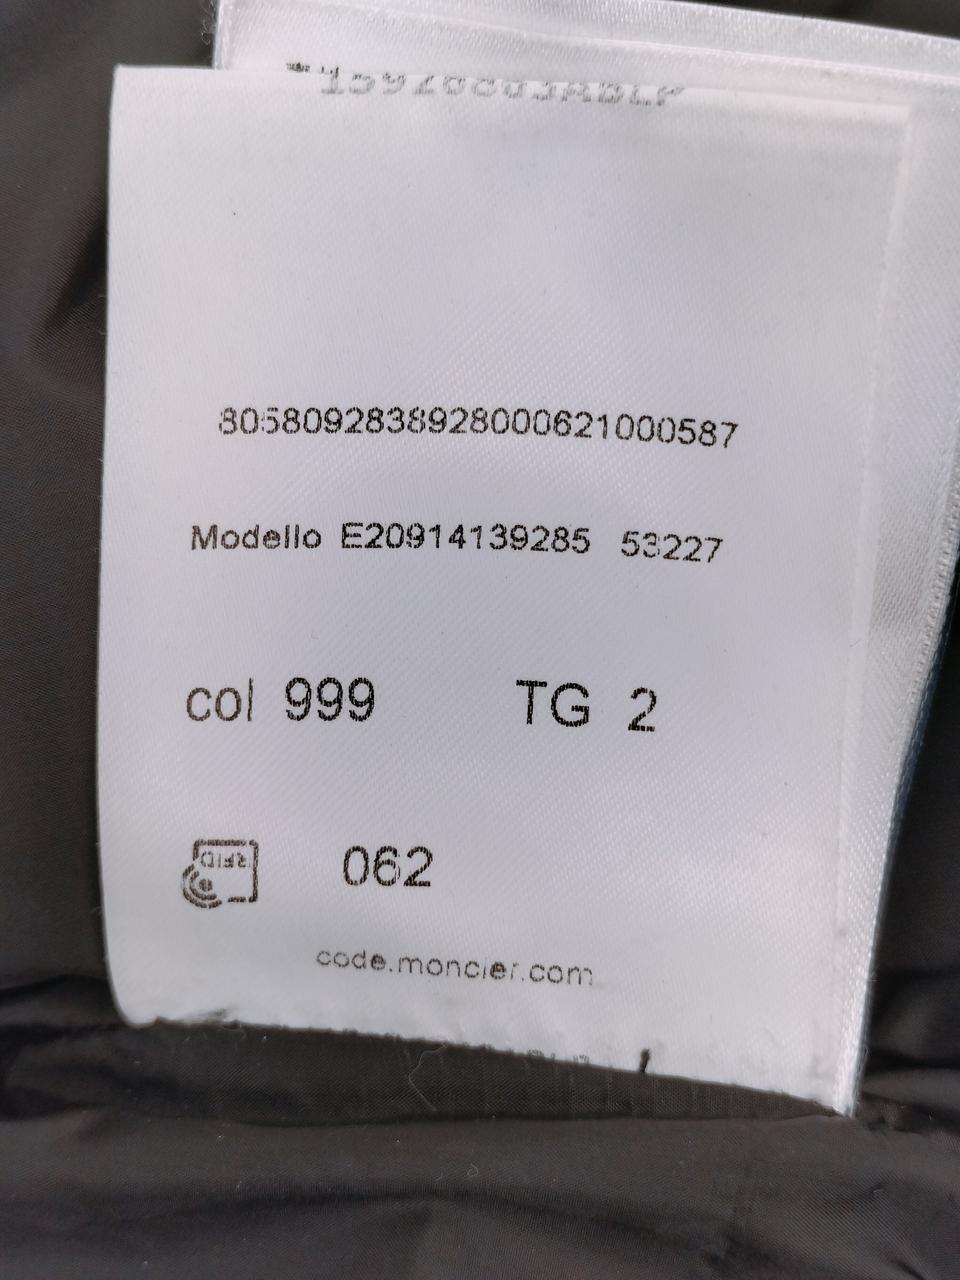 8058092838928000621000587
Modello E20914139285 53227
col 999 TG 2
RFID
062
code.moncler.com